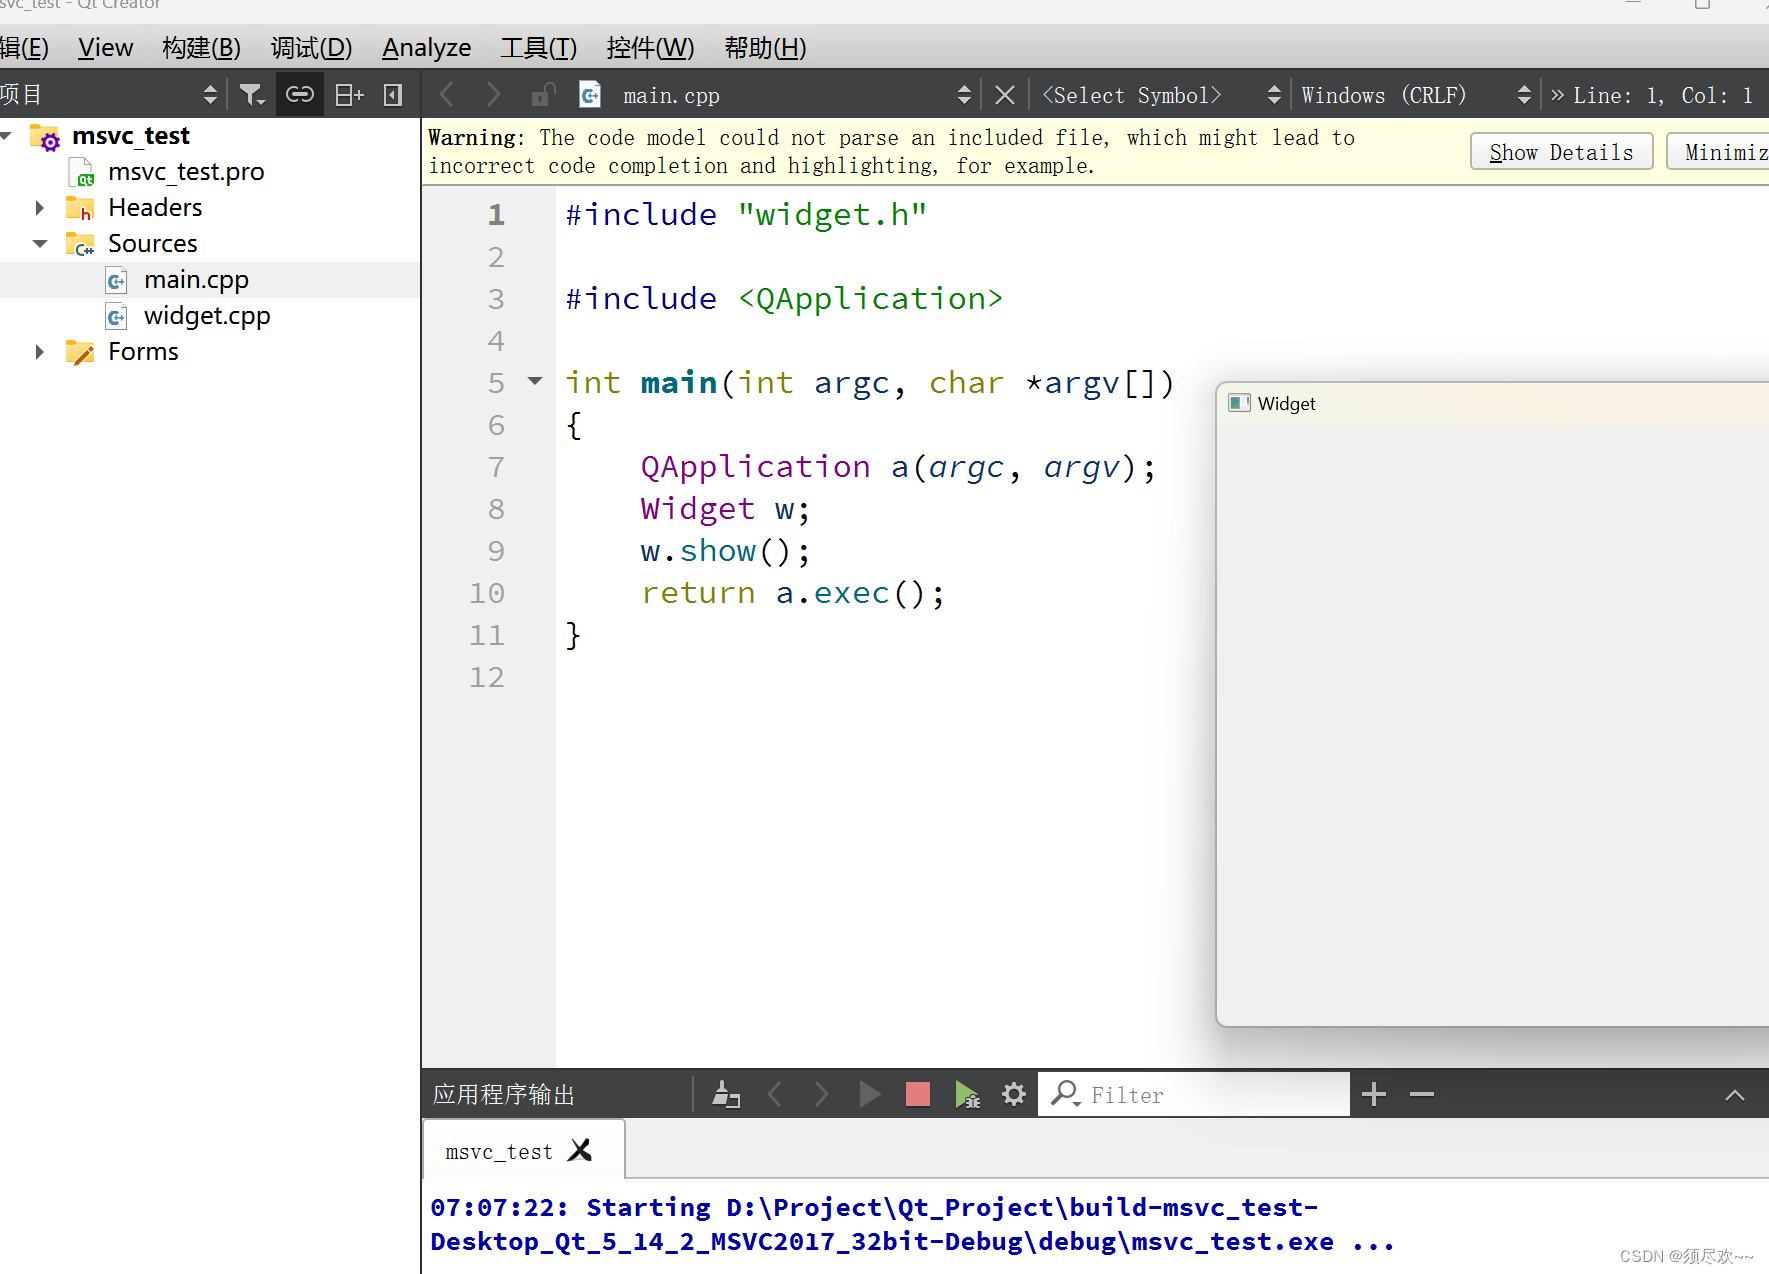 svc_test - Qt Creator
辑(E) View 构建(B) 调试(D) Analyze 工具(T) 控件(W) 帮助(H)
项目 main.cpp <Select Symbol> Windows (CRLF) » Line: 1, Col: 1
msvc_test
msvc_test.pro
Headers
Sources
main.cpp
widget.cpp
Forms
Warning: The code model could not parse an included file, which might lead to
incorrect code completion and highlighting, for example.
Show Details Minimiz
1 #include "widget.h"
2
3 #include <QApplication>
4
5 int main(int argc, char *argv[])
6 {
7 QApplication a(argc, argv);
8 Widget w;
9 w.show();
10 return a.exec();
11 }
12
Widget
应用程序输出 Filter
msvc_test
07:07:22: Starting D:\Project\Qt_Project\build-msvc_test-
Desktop_Qt_5_14_2_MSVC2017_32bit-Debug\debug\msvc_test.exe ...
CSDN @须尽欢~~